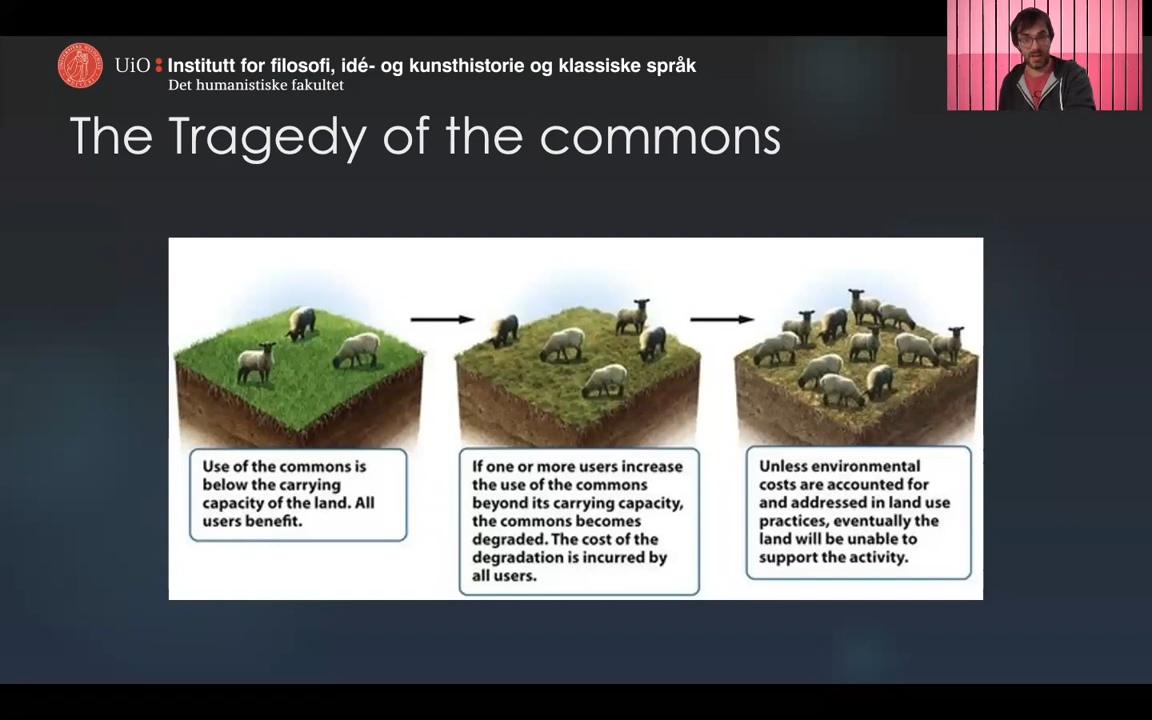 UiO : Institutt for filosofi, idé- og kunsthistorie og klassiske språk
Det humanistiske fakultet
The Tragedy of the commons
Use of the commons is
below the carrying
capacity of the land. All
users benefit.
If one or more users increase
the use of the commons
beyond its carrying capacity,
the commons becomes
degraded. The cost of the
degradation is incurred by
all users.
Unless environmental
costs are accounted for
and addressed in land use
practices, eventually the
land will be unable to
support the activity.